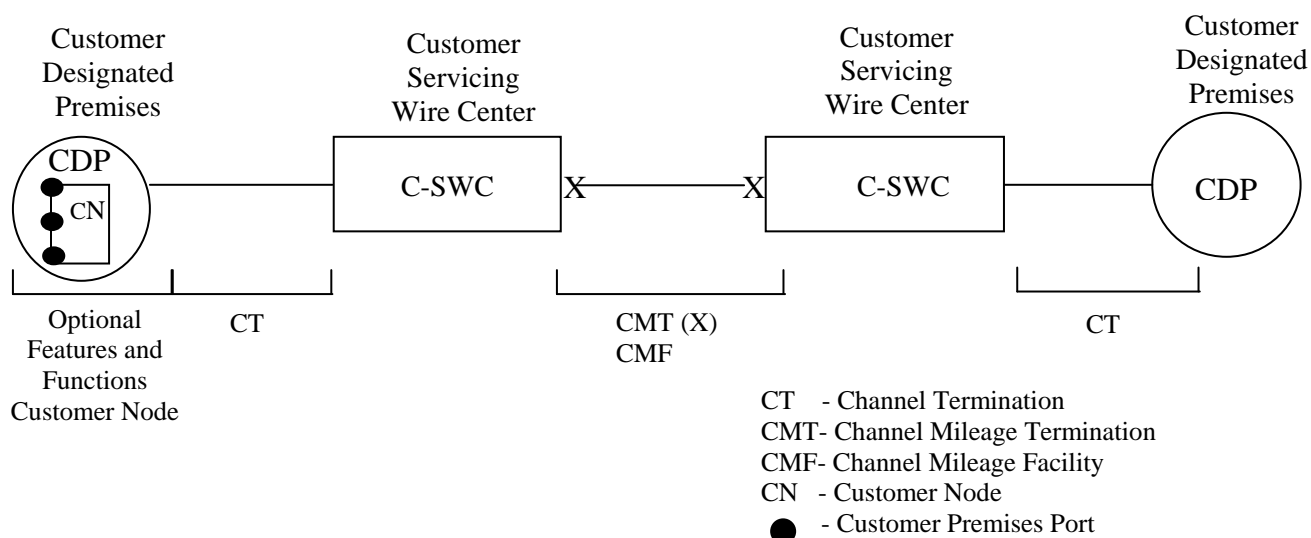 Customer
Designated
Premises
Customer
Servicing
Wire Center
Customer
Servicing
Wire Center
Customer
Designated
Premises
CDP
CN
C-SWC
X
X
C-SWC
CDP
Optional
Features and
Functions
Customer Node
CT
CMT (X)
CMF
CT
CT - Channel Termination
CMT- Channel Mileage Termination
CMF- Channel Mileage Facility
CN - Customer Node
- Customer Premises Port